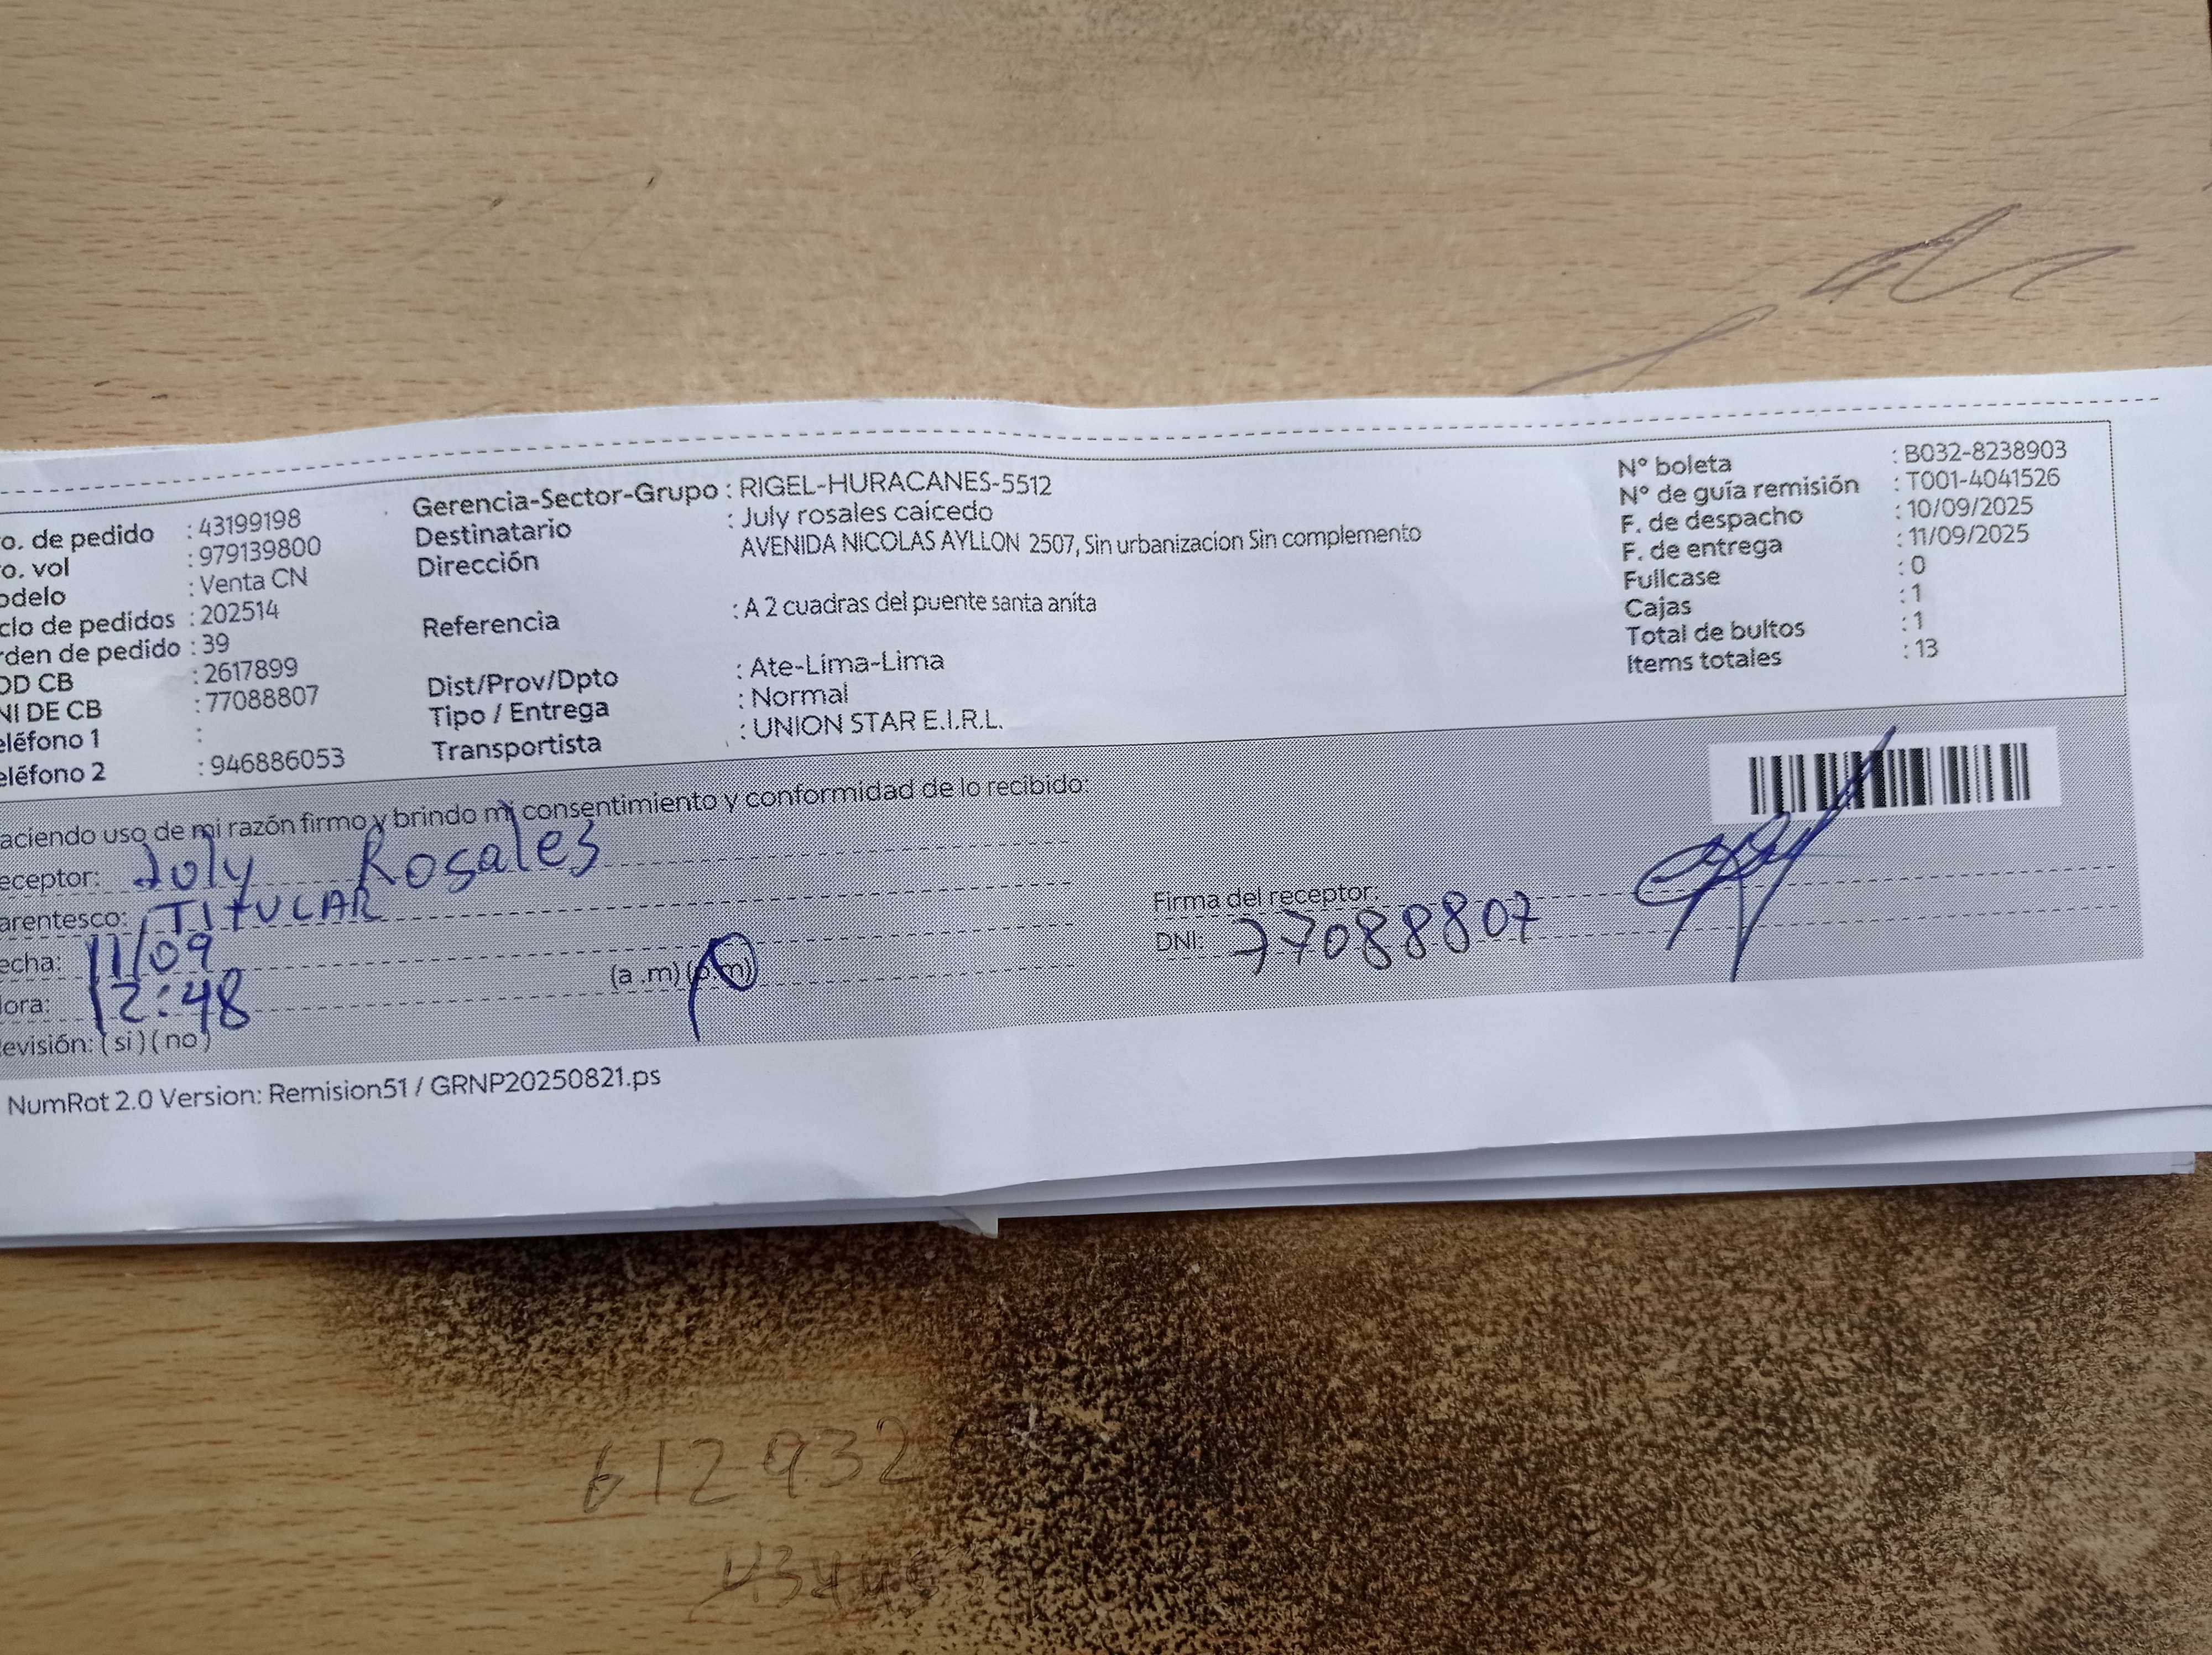 o. de pedido : 43199198
o. vol : 979139800
odelo : Venta CN
clo de pedidos : 202514
rden de pedido : 39
OD CB : 2617899
NI DE CB : 77088807
eléfono 1 :
eléfono 2 : 946886053
Gerencia-Sector-Grupo : RIGEL-HURACANES-5512
Destinatario : July rosales caicedo
Dirección AVENIDA NICOLAS AYLLON 2507, Sin urbanizacion Sin complemento
Referencia : A 2 cuadras del puente santa anita
Dist/Prov/Dpto : Ate-Lima-Lima
Tipo / Entrega : Normal
Transportista : UNION STAR E.I.R.L.
N° boleta : B032-8238903
N° de guía remisión : T001-4041526
F. de despacho : 10/09/2025
F. de entrega : 11/09/2025
Fullcase : 0
Cajas : 1
Total de bultos : 1
Items totales : 13
aciendo uso de mi razón firmo y brindo mi consentimiento y conformidad de lo recibido:
eceptor: July Rosales
arentesco: TITULAR
echa: 11/09
ora: 12:48 (a .m) (p.m)
evisión: ( si ) ( no )
Firma del receptor:
DNI: 77088807
NumRot 2.0 Version: Remision51 / GRNP20250821.ps
612932